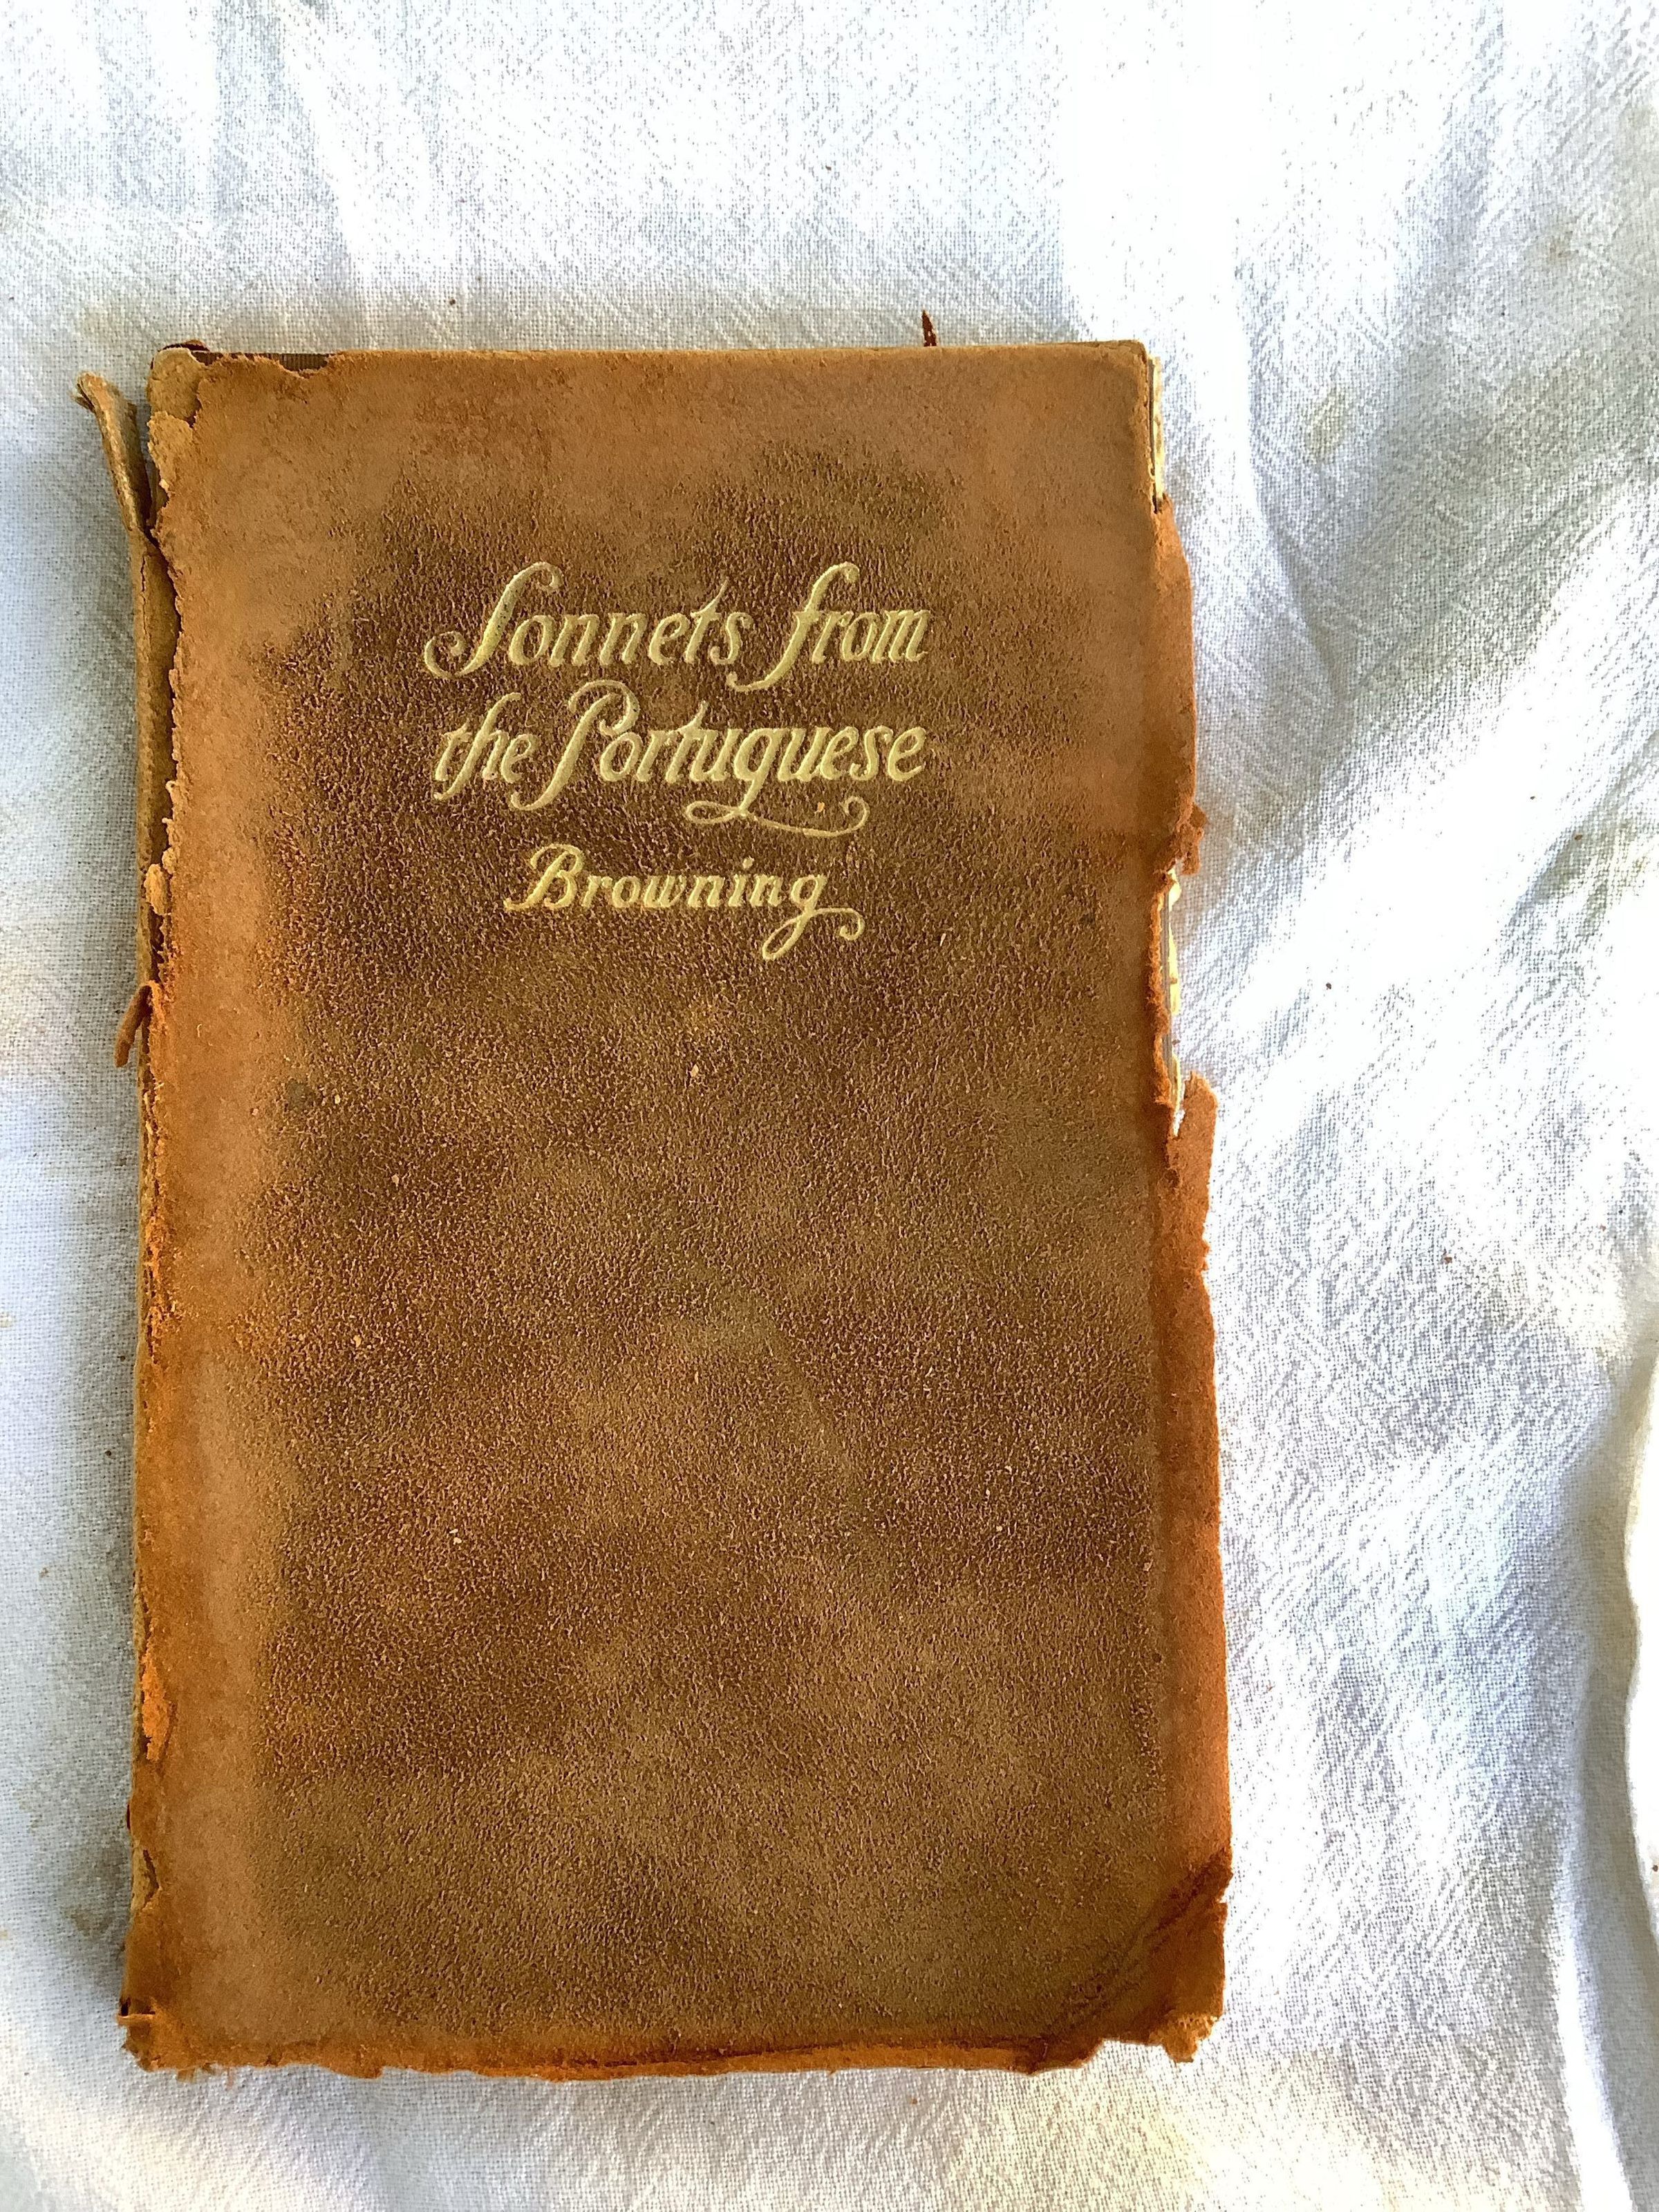 Sonnets from
the Portuguese
Browning